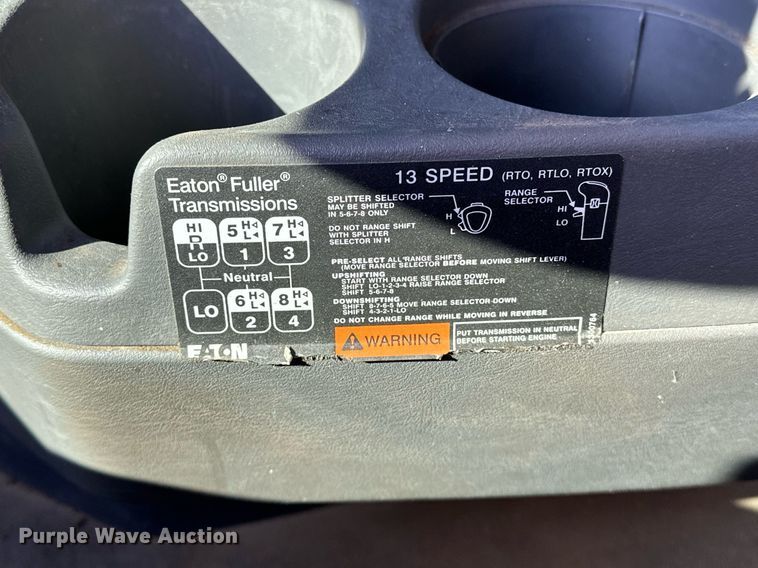 Eaton® Fuller®
Transmissions
13 SPEED (RTO, RTLO, RTOX)
HI
R
LO
5 H
L
1
7 H
L
3
Neutral
LO
6 H
L
2
8 H
L
4
SPLITTER SELECTOR
MAY BE SHIFTED
IN 5-6-7-8 ONLY
DO NOT RANGE SHIFT
WITH SPLITTER
SELECTOR IN H
H
L
RANGE
SELECTOR
HI
LO
PRE-SELECT ALL RANGE SHIFTS
(MOVE RANGE SELECTOR BEFORE MOVING SHIFT LEVER)
UPSHIFTING
START WITH RANGE SELECTOR DOWN
SHIFT LO-1-2-3-4 RAISE RANGE SELECTOR
SHIFT 5-6-7-8
DOWNSHIFTING
SHIFT 8-7-6-5 MOVE RANGE SELECTOR-DOWN
SHIFT 4-3-2-1-LO
DO NOT CHANGE RANGE WHILE MOVING IN REVERSE
EATON
WARNING
PUT TRANSMISSION IN NEUTRAL
BEFORE STARTING ENGINE
Purple Wave Auction